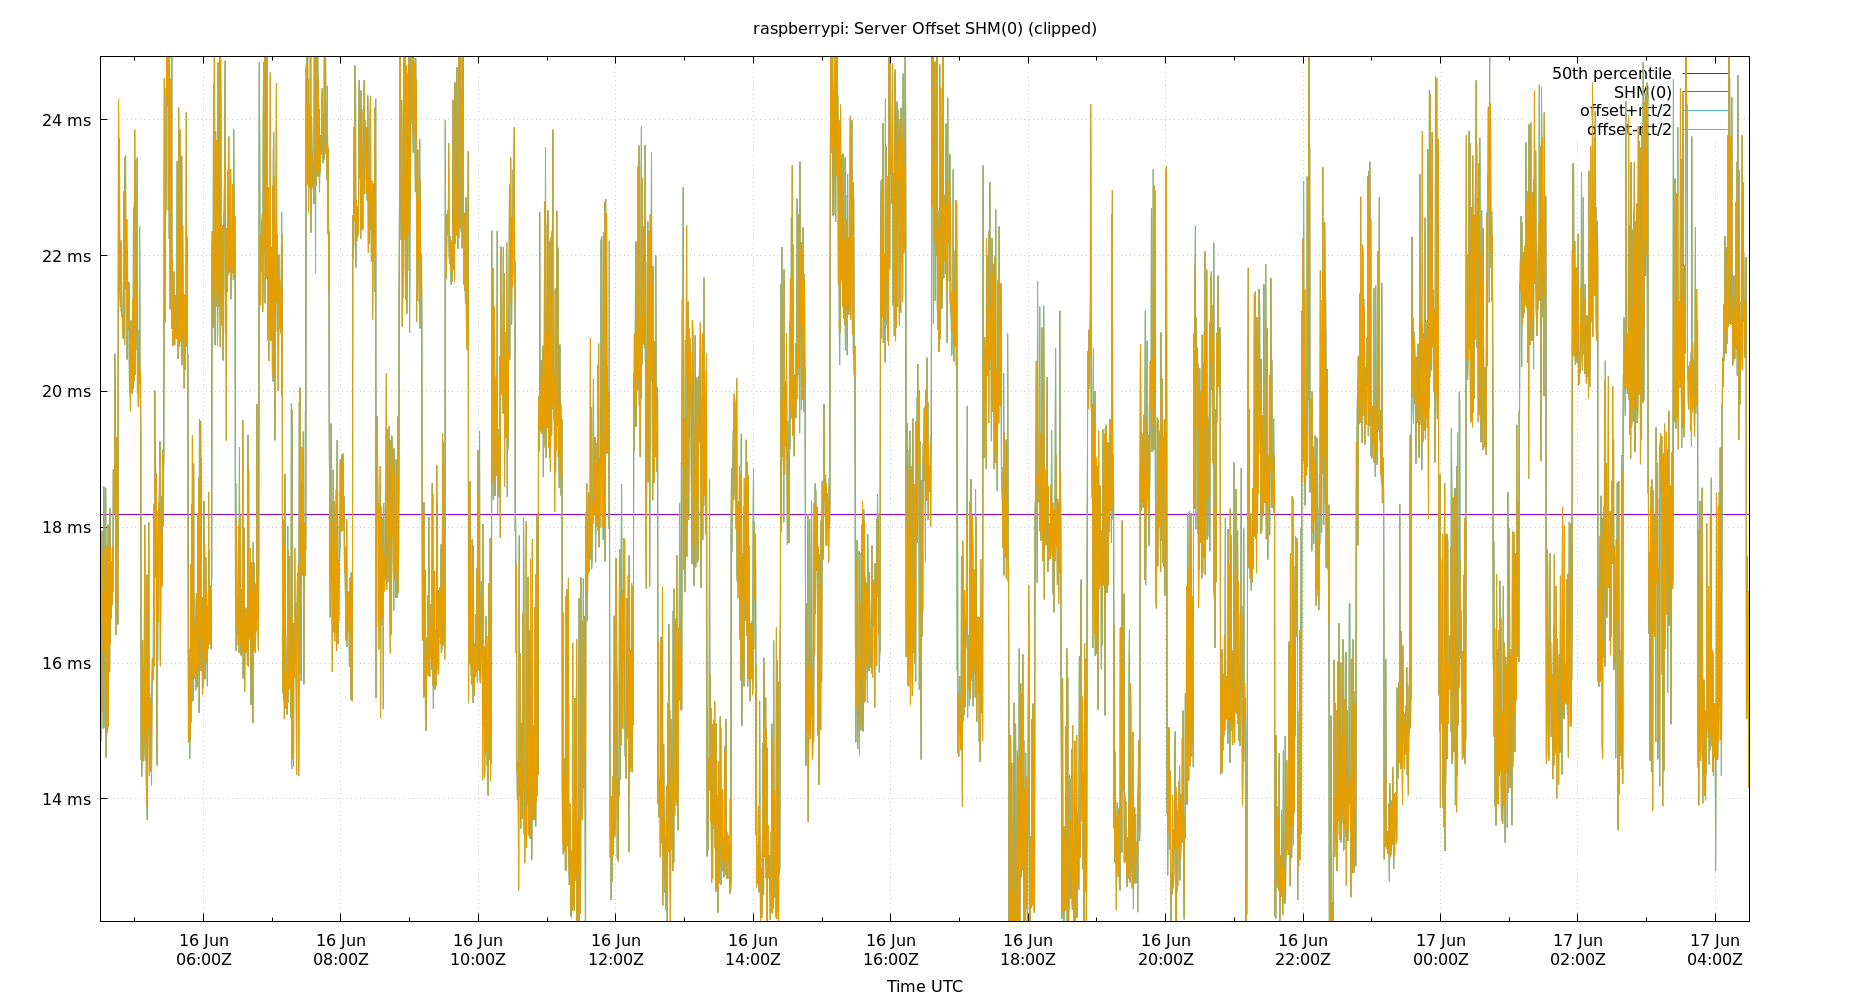 raspberrypi: Server Offset SHM(0) (clipped)
50th percentile
SHM(0)
offset+rtt/2
offset-rtt/2
24 ms
22 ms
20 ms
18 ms
16 ms
14 ms
16 Jun 16 Jun 16 Jun 16 Jun 16 Jun 16 Jun 16 Jun 16 Jun 16 Jun 17 Jun 17 Jun 17 Jun
06:00Z 08:00Z 10:00Z 12:00Z 14:00Z 16:00Z 18:00Z 20:00Z 22:00Z 00:00Z 02:00Z 04:00Z
Time UTC